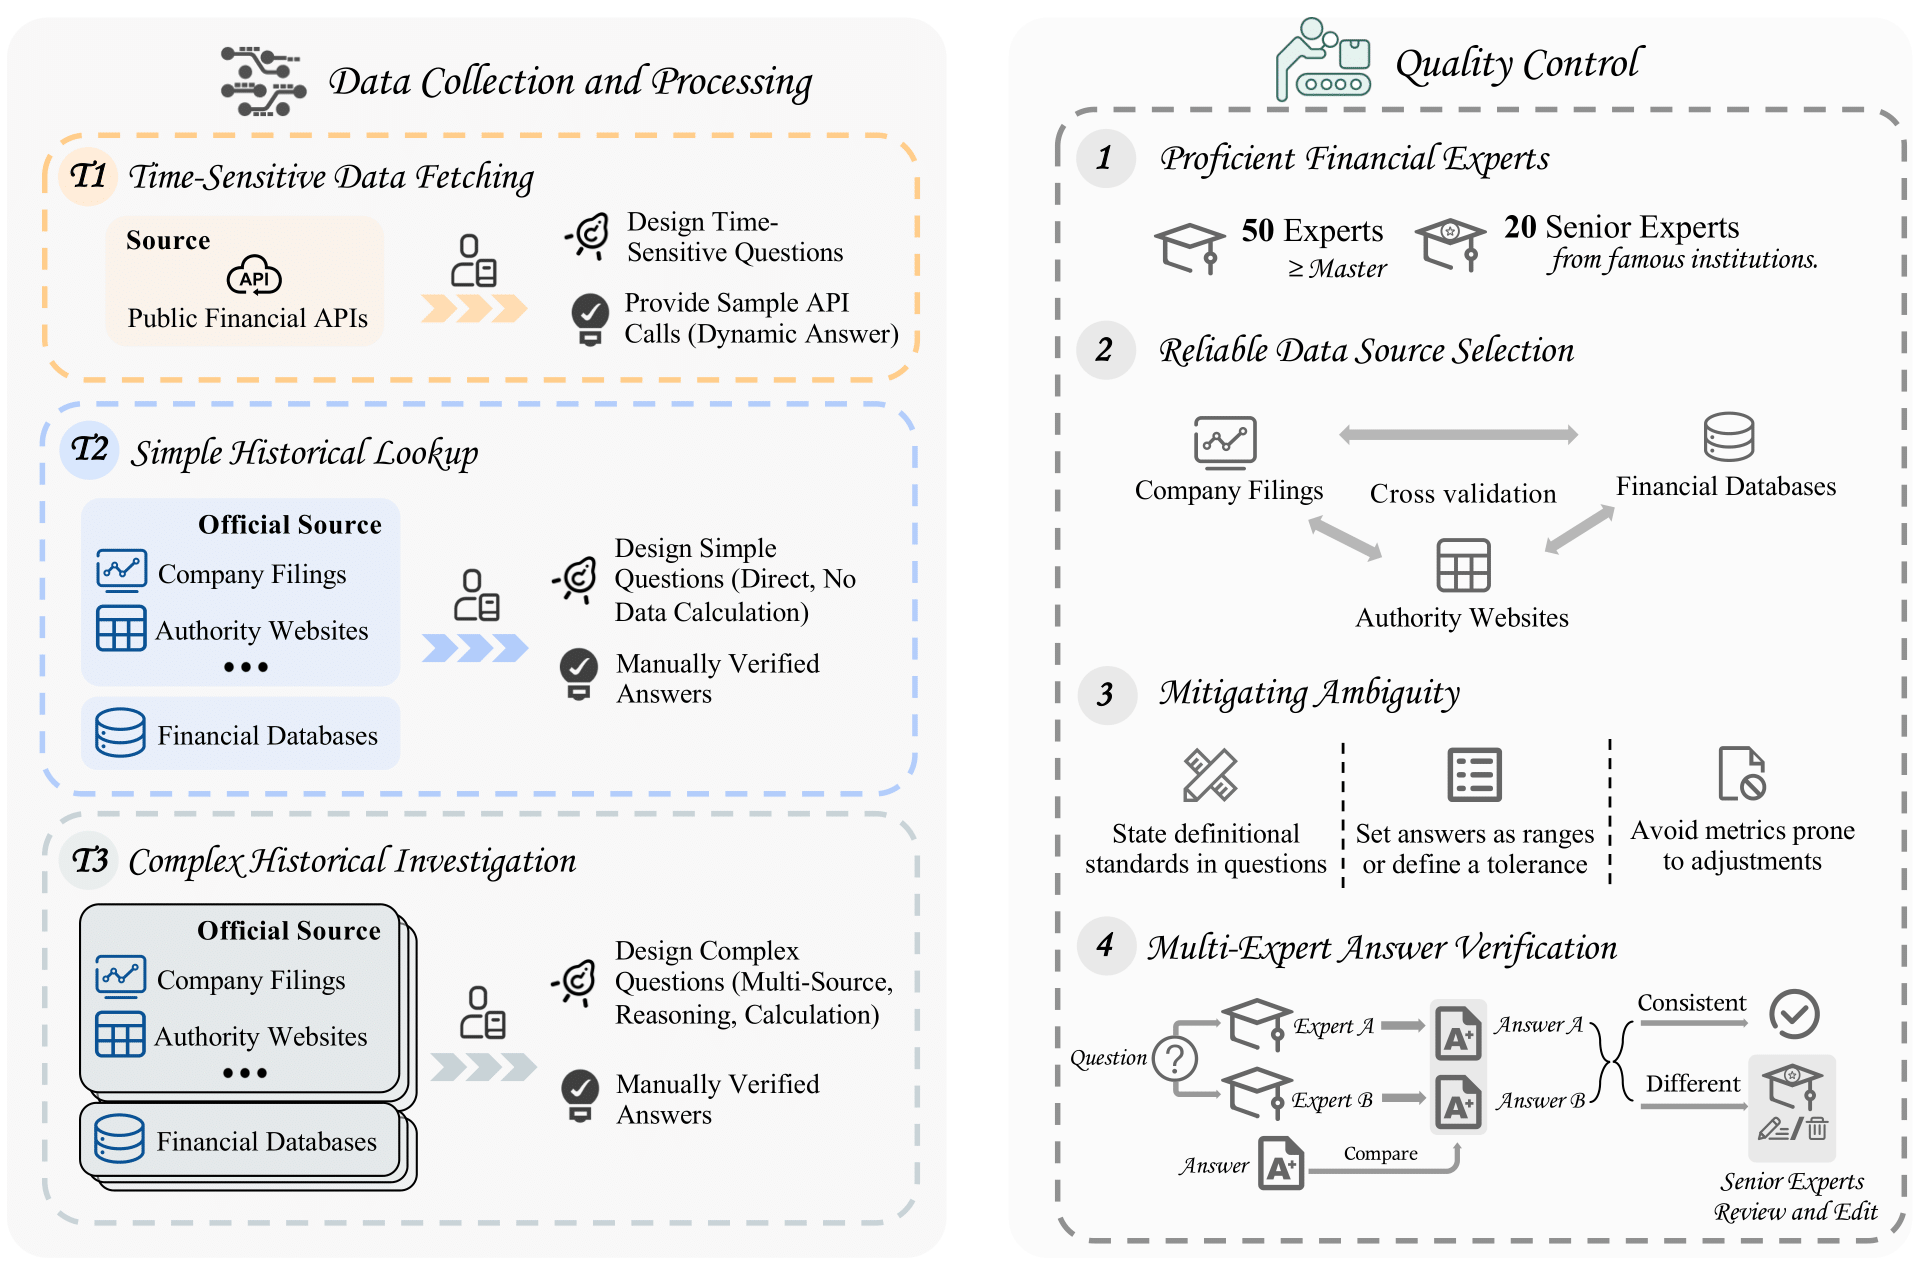 Data Collection and Processing
T1 Time-Sensitive Data Fetching
Source
API
Public Financial APIs
Design Time-
Sensitive Questions
Provide Sample API
Calls (Dynamic Answer)
T2 Simple Historical Lookup
Official Source
Company Filings
Authority Websites
•••
Financial Databases
Design Simple
Questions (Direct, No
Data Calculation)
Manually Verified
Answers
T3 Complex Historical Investigation
Official Source
Company Filings
Authority Websites
•••
Financial Databases
Design Complex
Questions (Multi-Source,
Reasoning, Calculation)
Manually Verified
Answers
Quality Control
1 Proficient Financial Experts
50 Experts
≥ Master
20 Senior Experts
from famous institutions.
2 Reliable Data Source Selection
Company Filings
Cross validation
Financial Databases
Authority Websites
3 Mitigating Ambiguity
State definitional
standards in questions
Set answers as ranges
or define a tolerance
Avoid metrics prone
to adjustments
4 Multi-Expert Answer Verification
Question
?
Expert A
A+
Answer A
Consistent
Expert B
A+
Answer B
Different
Answer
A+
Compare
Senior Experts
Review and Edit